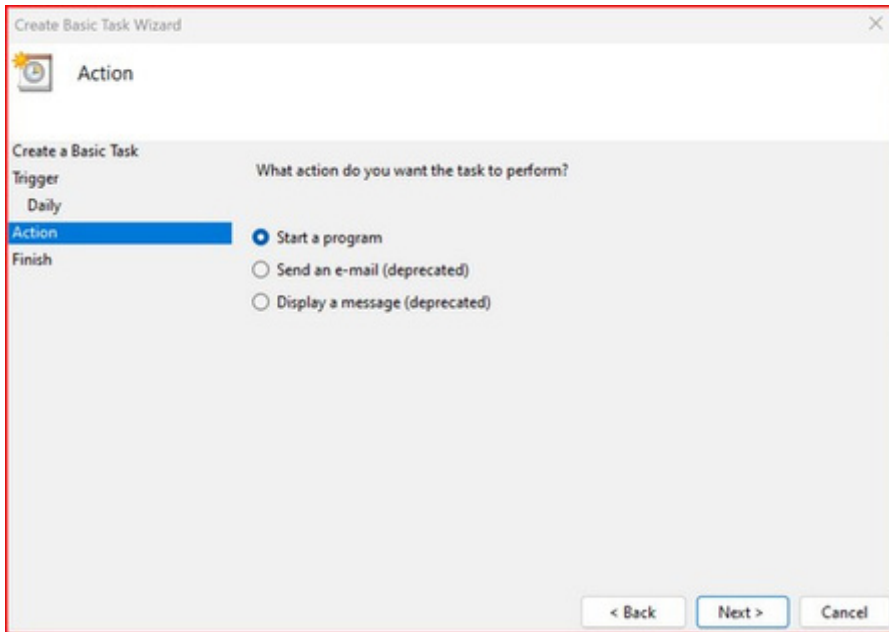 Create Basic Task Wizard
Action
Create a Basic Task
Trigger
Daily
Action
Finish
What action do you want the task to perform?
Start a program
Send an e-mail (deprecated)
Display a message (deprecated)
< Back
Next >
Cancel